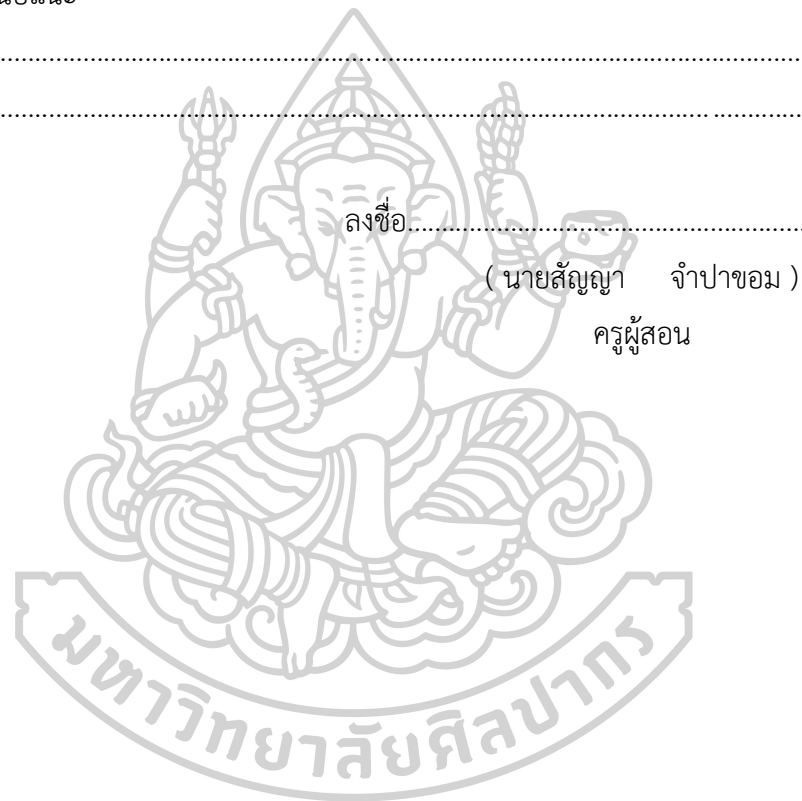 ................................................................................................................
................................................................................................................
ลงชื่อ.......................................................
( นายสัญญา จำปาขอม )
ครูผู้สอน
มหาวิทยาลัยศิลปากร